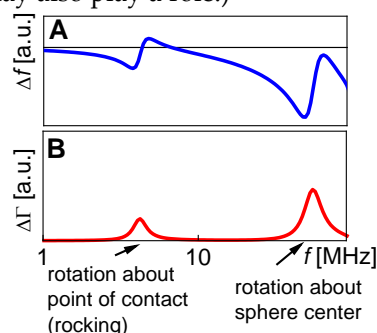 ay also play a role.)
A
Δf [a.u.]
B
ΔΓ [a.u.]
1
10
f [MHz]
rotation about
point of contact
(rocking)
rotation about
sphere center